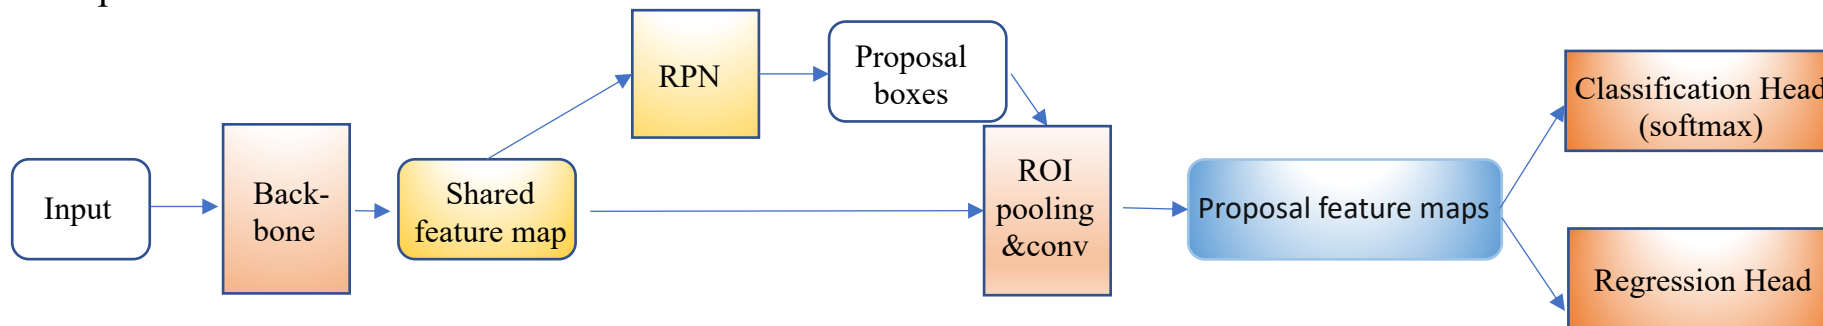 Input
Back-
bone
Shared
feature map
RPN
Proposal
boxes
ROI
pooling
&conv
Proposal feature maps
Classification Head
(softmax)
Regression Head